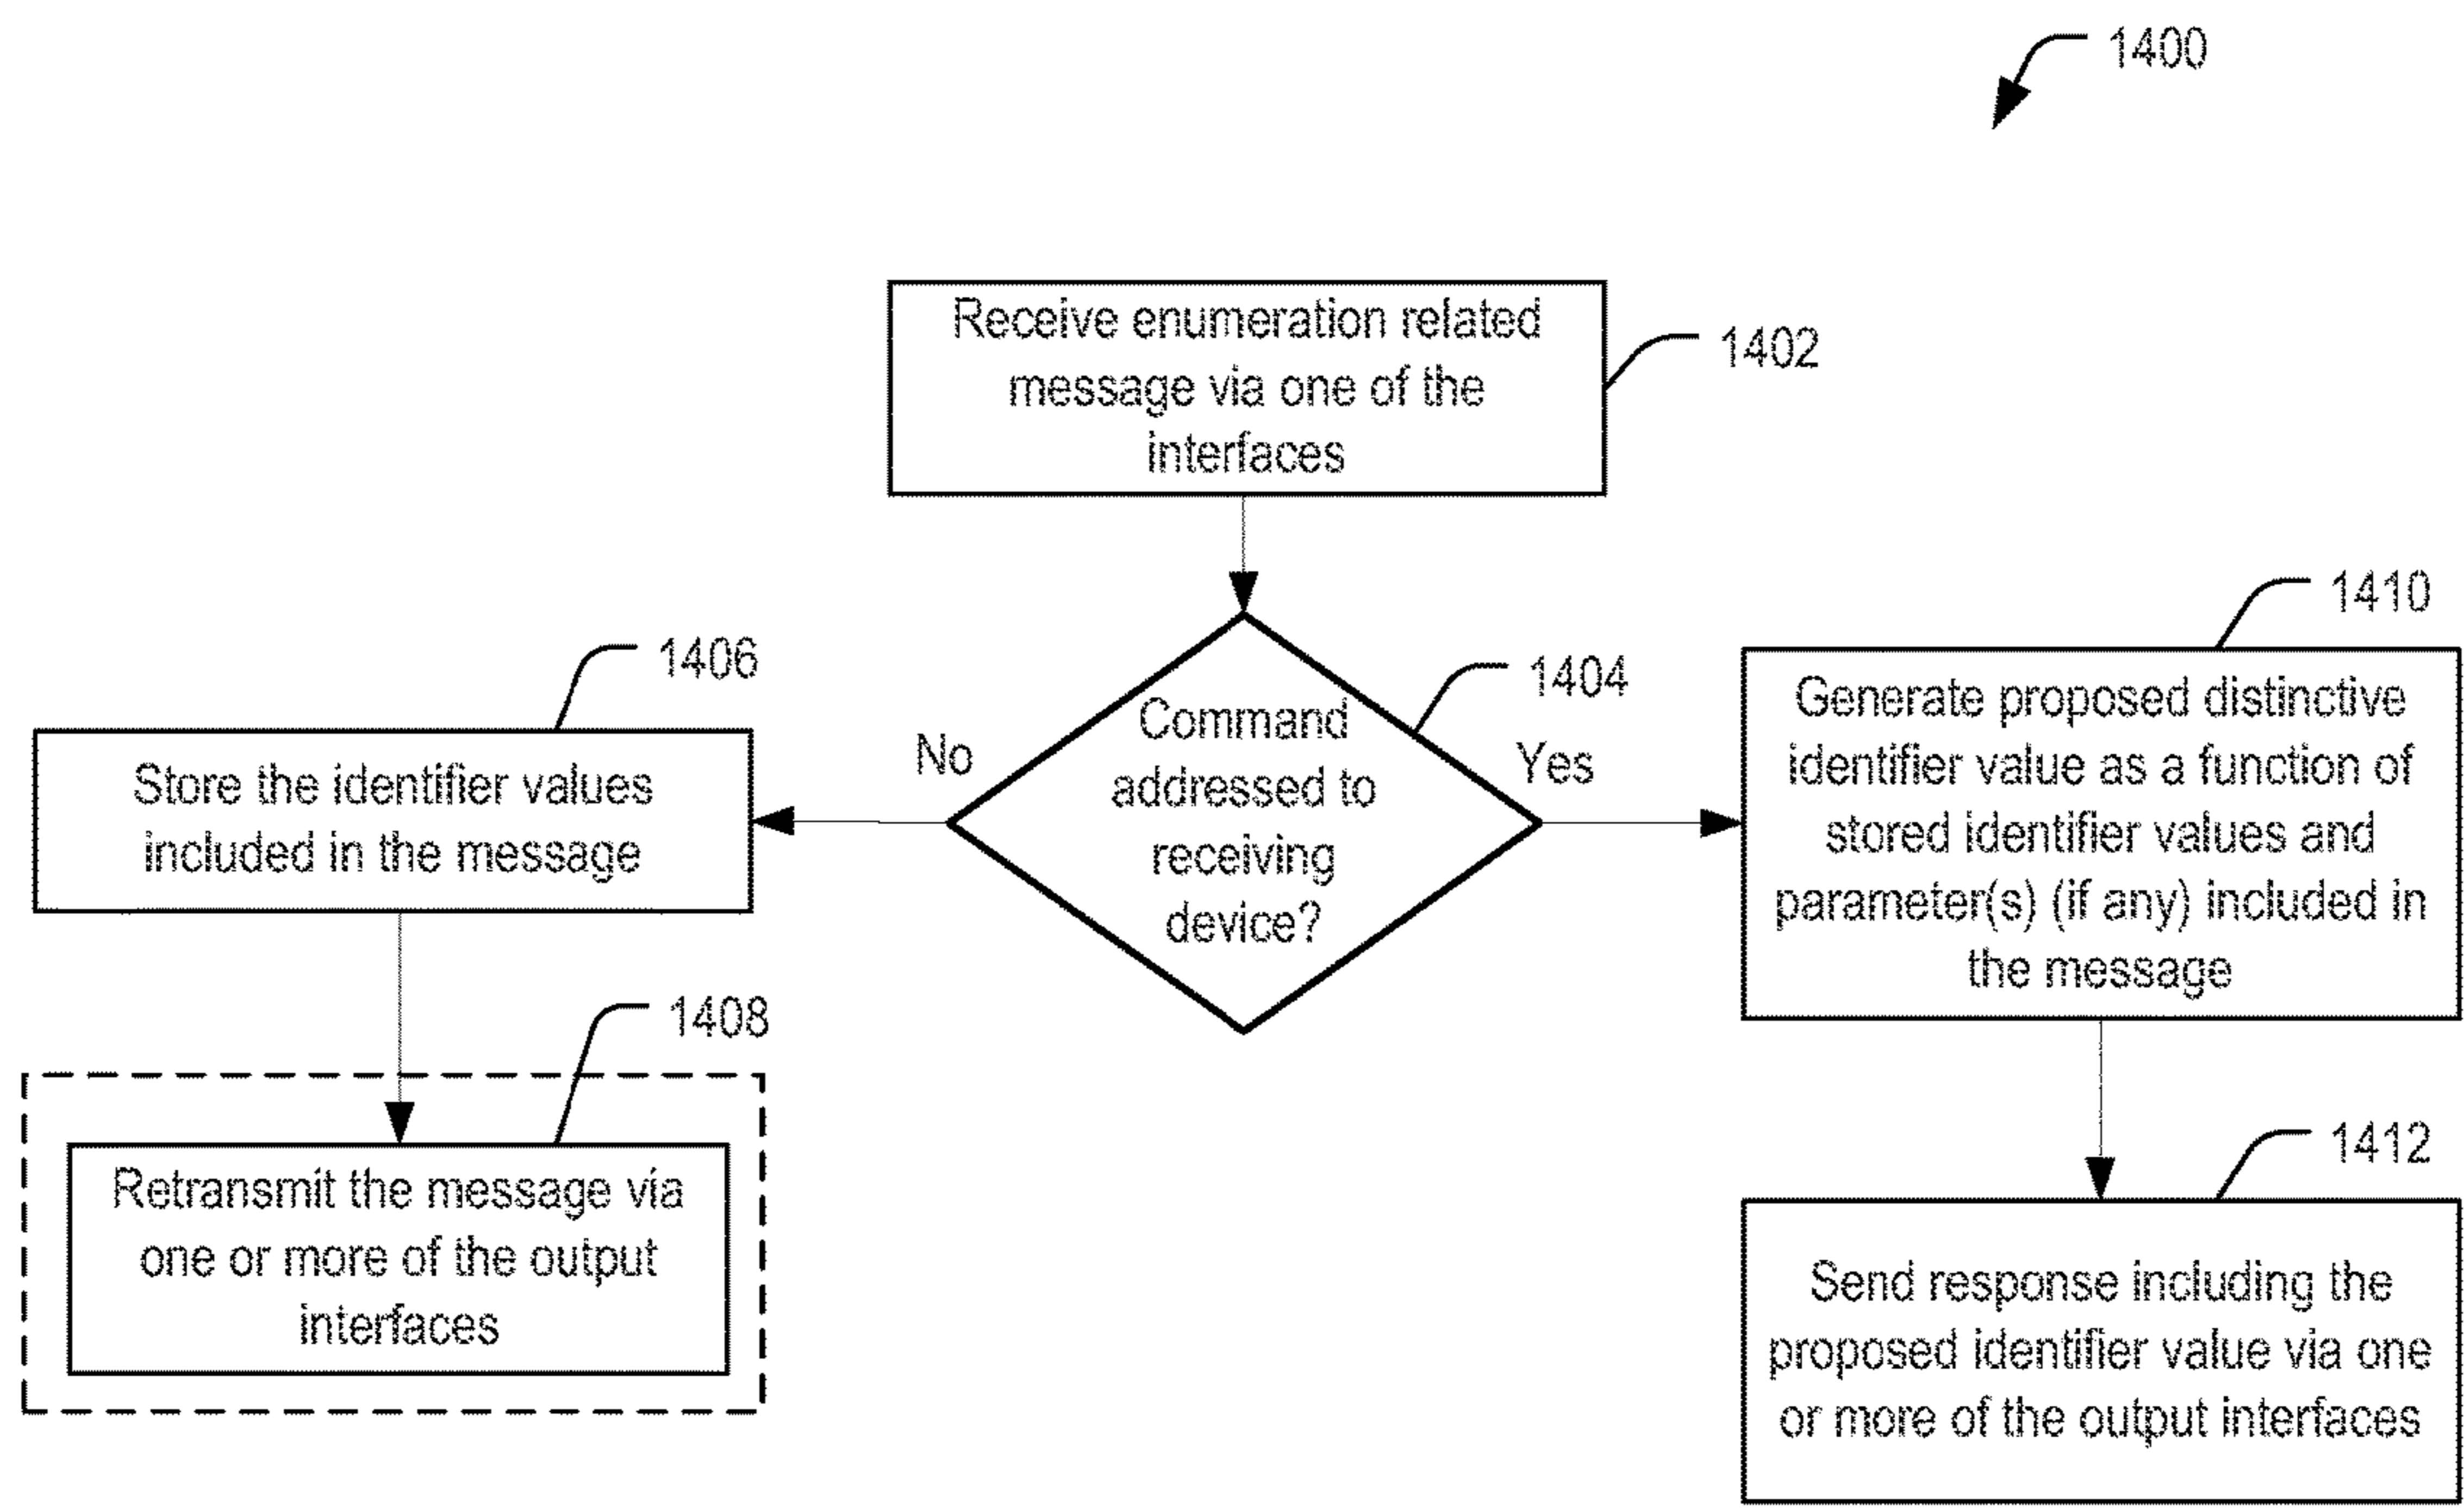 1400
Receive enumeration related
message via one of the
interfaces
1402
Command
addressed to
receiving
device?
1404
No
Yes
1406
Store the identifier values
included in the message
1408
Retransmit the message via
one or more of the output
interfaces
1410
Generate proposed distinctive
identifier value as a function of
stored identifier values and
parameter(s) (if any) included in
the message
1412
Send response including the
proposed identifier value via one
or more of the output interfaces